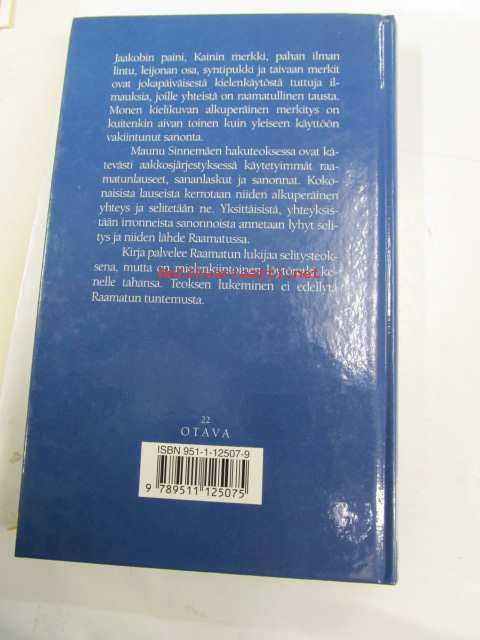 Jaakobin paini, Kainin merkki, pahan ilman
lintu, leijonan osa, syntipukki ja taivaan merkit
ovat jokapäiväisestä kielenkäytöstä tuttuja il-
mauksia, joille yhteistä on raamatullinen tausta.
Monen kielikuvan alkuperäinen merkitys on
kuitenkin aivan toinen kuin yleiseen käyttöön
vakiintunut sanonta.
Maunu Sinnemäen hakuteoksessa ovat kä-
tevästi aakkosjärjestyksessä käytetyimmät raa-
matunlauseet, sananlaskut ja sanonnat. Koko-
naisista lauseista kerrotaan niiden alkuperäinen
yhteys ja selitetään ne. Yksittäisistä, yhteyksis-
tään irronneista sanonnoista annetaan lyhyt seli-
tys ja niiden lähde Raamatussa.
Kirja palvelee Raamatun lukijaa selitysteok-
sena, mutta on mielenkiintoinen löytöretki ke-
nelle tahansa. Teoksen lukeminen ei edellytä
Raamatun tuntemusta.
22
OTAVA
ISBN 951-1-12507-9
9 789511 125075